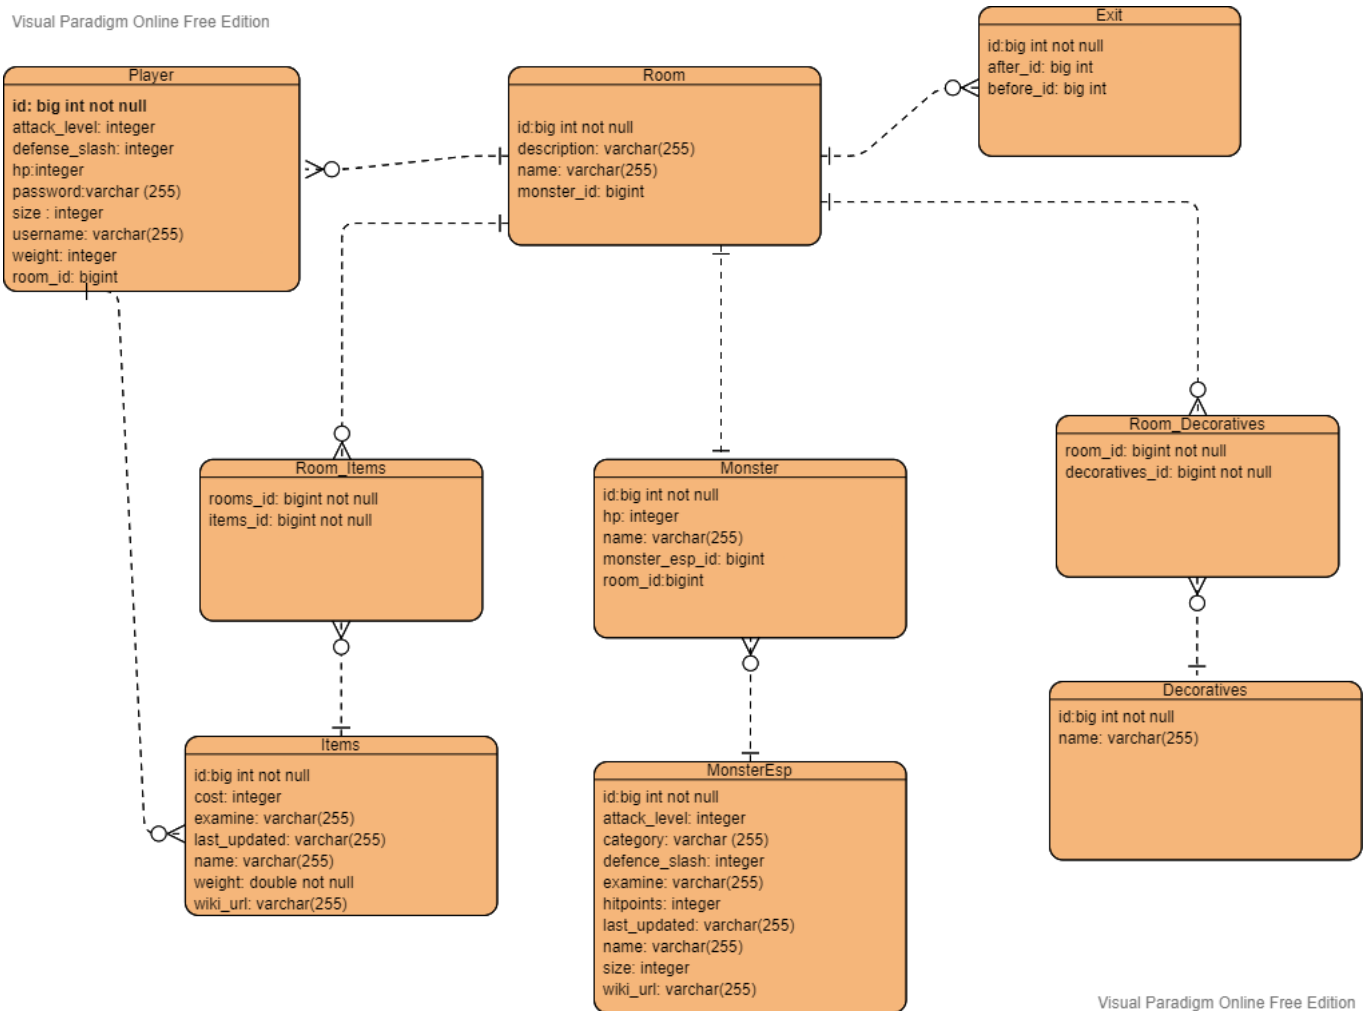 Visual Paradigm Online Free Edition
Player
id: big int not null
attack_level: integer
defense_slash: integer
hp:integer
password:varchar (255)
size : integer
username: varchar(255)
weight: integer
room_id: bigint
Room
id:big int not null
description: varchar(255)
name: varchar(255)
monster_id: bigint
Exit
id:big int not null
after_id: big int
before_id: big int
Room_Items
rooms_id: bigint not null
items_id: bigint not null
Monster
id:big int not null
hp: integer
name: varchar(255)
monster_esp_id: bigint
room_id:bigint
Room_Decoratives
room_id: bigint not null
decoratives_id: bigint not null
Items
id:big int not null
cost: integer
examine: varchar(255)
last_updated: varchar(255)
name: varchar(255)
weight: double not null
wiki_url: varchar(255)
MonsterEsp
id:big int not null
attack_level: integer
category: varchar (255)
defence_slash: integer
examine: varchar(255)
hitpoints: integer
last_updated: varchar(255)
name: varchar(255)
size: integer
wiki_url: varchar(255)
Decoratives
id:big int not null
name: varchar(255)
Visual Paradigm Online Free Edition